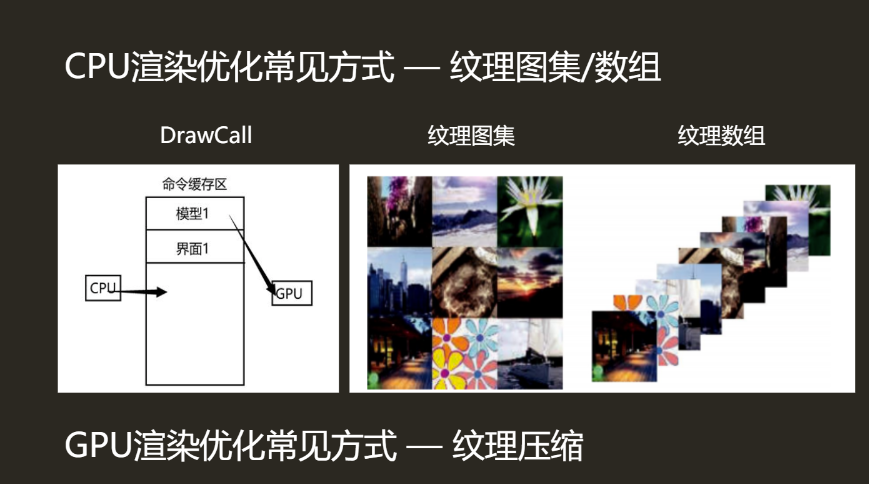 CPU渲染优化常见方式 — 纹理图集/数组
DrawCall
纹理图集
纹理数组
命令缓存区
模型1
界面1
CPU
GPU
GPU渲染优化常见方式 — 纹理压缩